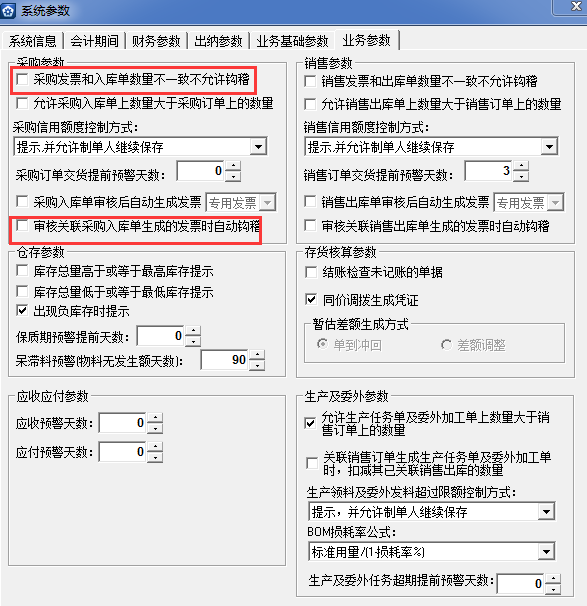 系统参数
系统信息 会计期间 财务参数 出纳参数 业务基础参数 业务参数
采购参数
采购发票和入库单数量不一致不允许钩稽
允许采购入库单上数量大于采购订单上的数量
采购信用额度控制方式:
提示,并允许制单人继续保存
采购订单交货提前预警天数: 0
采购入库单审核后自动生成发票 专用发票
审核关联采购入库单生成的发票时自动钩稽
销售参数
销售发票和出库单数量不一致不允许钩稽
允许销售出库单上数量大于销售订单上的数量
销售信用额度控制方式:
提示,并允许制单人继续保存
销售订单交货提前预警天数: 3
销售出库单审核后自动生成发票 专用发票
审核关联销售出库单生成的发票时自动钩稽
仓存参数
库存总量高于或等于最高库存提示
库存总量低于或等于最低库存提示
出现负库存时提示
保质期预警提前天数: 0
呆滞料预警(物料无发生额天数): 90
存货核算参数
结账检查未记账的单据
同价调拨生成凭证
暂估差额生成方式
单到冲回 差额调整
应收应付参数
应收预警天数: 0
应付预警天数: 0
生产及委外参数
允许生产任务单及委外加工单上数量大于销
售订单上的数量
关联销售订单生成生产任务单及委外加工单
时，扣减其已关联销售出库的数量
生产领料及委外发料超过限额控制方式:
提示，并允许制单人继续保存
BOM损耗率公式:
标准用量/(1-损耗率%)
生产及委外任务超期提前预警天数: 0